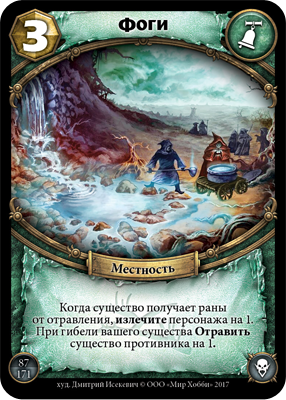 3
Фоги
Местность
Когда существо получает раны
от отравления, излечите персонажа на 1.
При гибели вашего существа Отравить
существо противника на 1.
87
171
худ. Дмитрий Исекевич © ООО «Мир Хобби» 2017